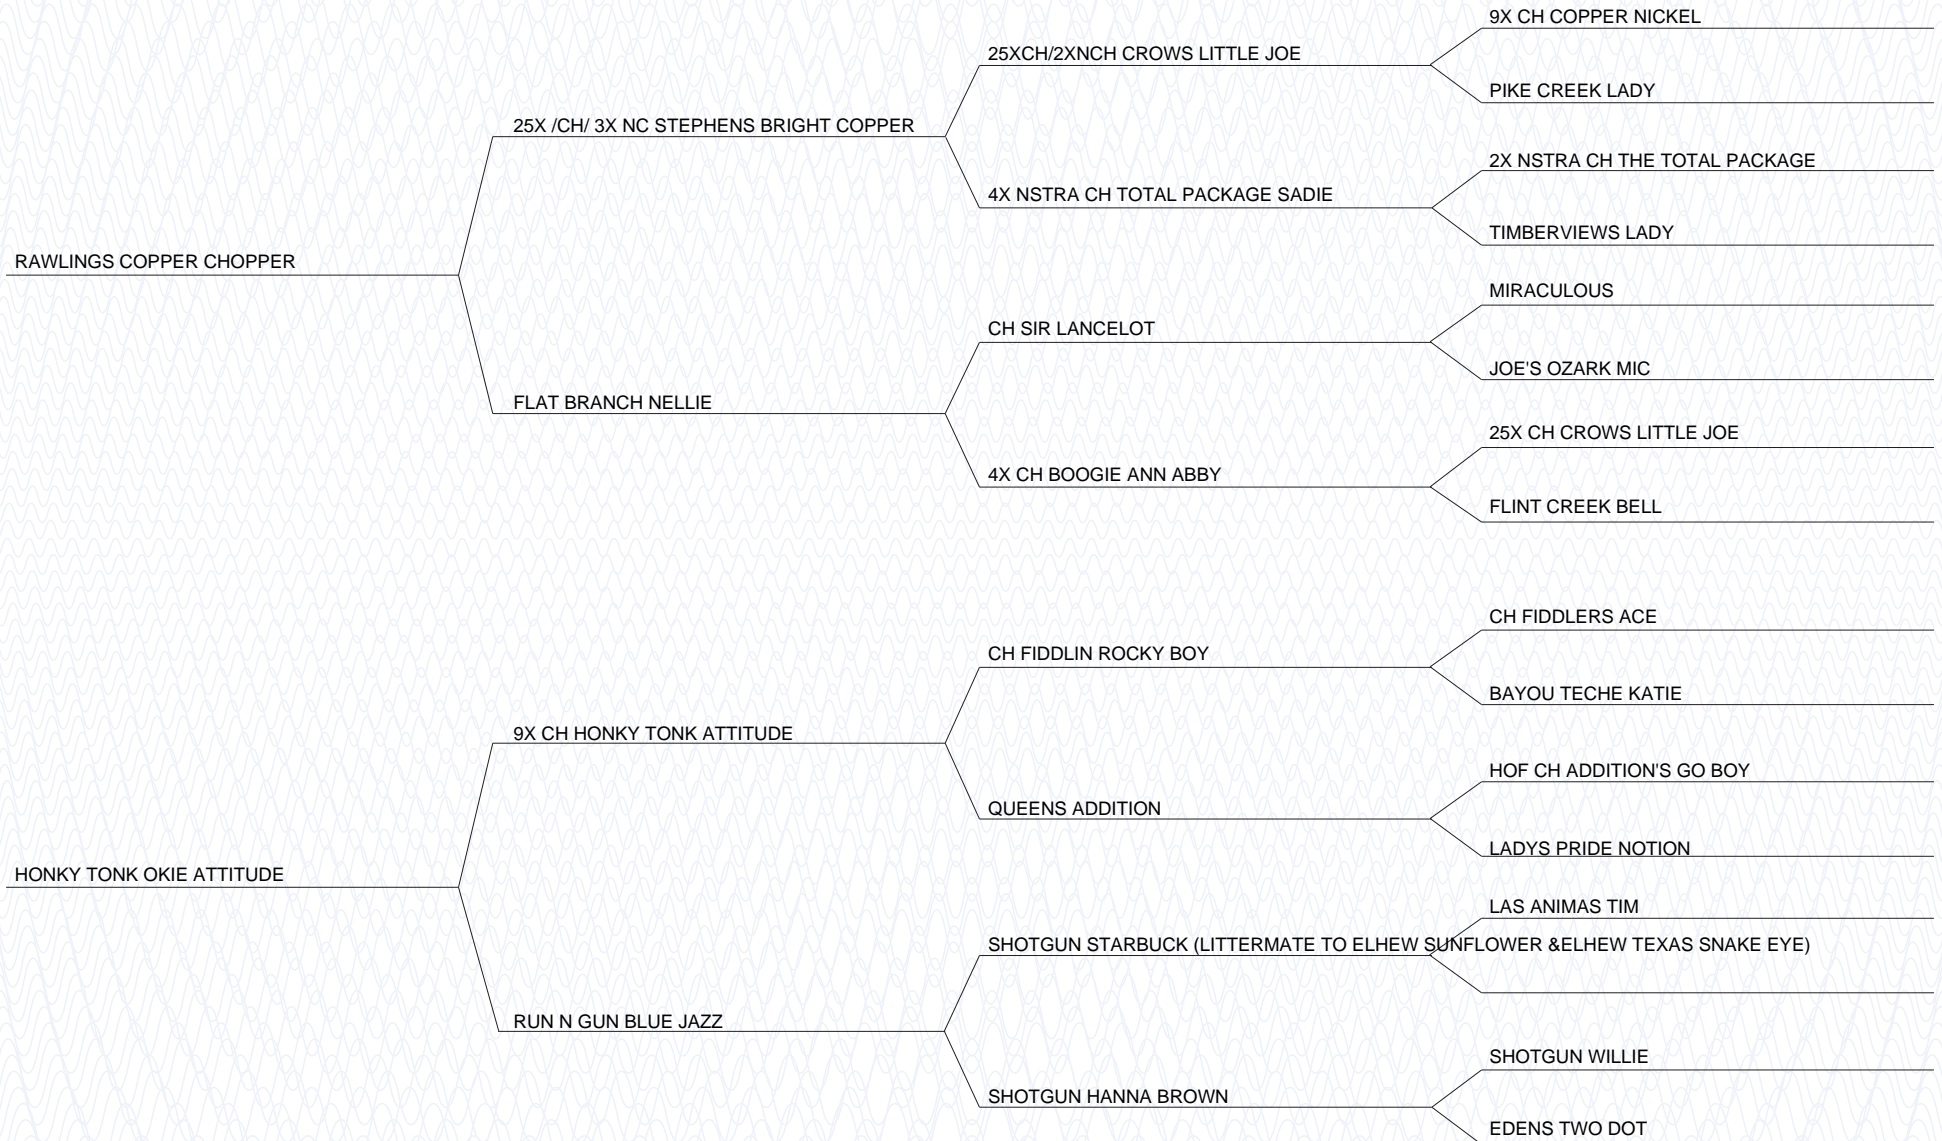 9X CH COPPER NICKEL
25XCH/2XNCH CROWS LITTLE JOE
PIKE CREEK LADY
25X /CH/ 3X NC STEPHENS BRIGHT COPPER
2X NSTRA CH THE TOTAL PACKAGE
4X NSTRA CH TOTAL PACKAGE SADIE
TIMBERVIEWS LADY
RAWLINGS COPPER CHOPPER
MIRACULOUS
CH SIR LANCELOT
JOE'S OZARK MIC
FLAT BRANCH NELLIE
25X CH CROWS LITTLE JOE
4X CH BOOGIE ANN ABBY
FLINT CREEK BELL
CH FIDDLERS ACE
CH FIDDLIN ROCKY BOY
BAYOU TECHE KATIE
9X CH HONKY TONK ATTITUDE
HOF CH ADDITION'S GO BOY
QUEENS ADDITION
LADYS PRIDE NOTION
HONKY TONK OKIE ATTITUDE
LAS ANIMAS TIM
SHOTGUN STARBUCK (LITTERMATE TO ELHEW SUNFLOWER &ELHEW TEXAS SNAKE EYE)
RUN N GUN BLUE JAZZ
SHOTGUN WILLIE
SHOTGUN HANNA BROWN
EDENS TWO DOT